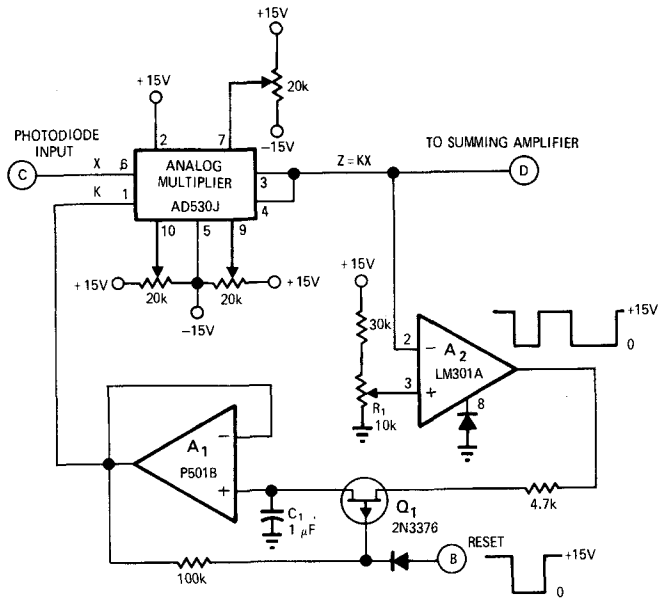 +15V
+15V
20k
-15V
PHOTODIODE
INPUT
2
7
C
X
6
K
1
ANALOG
MULTIPLIER
AD530J
3
4
Z = KX
TO SUMMING AMPLIFIER
D
10
5
9
+15V
20k
20k
+15V
-15V
+15V
30k
R1
10k
2
3
−
+
A2
LM301A
8
+15V
0
A1
P501B
−
+
C1
1 μF
Q1
2N3376
4.7k
100k
B
RESET
+15V
0